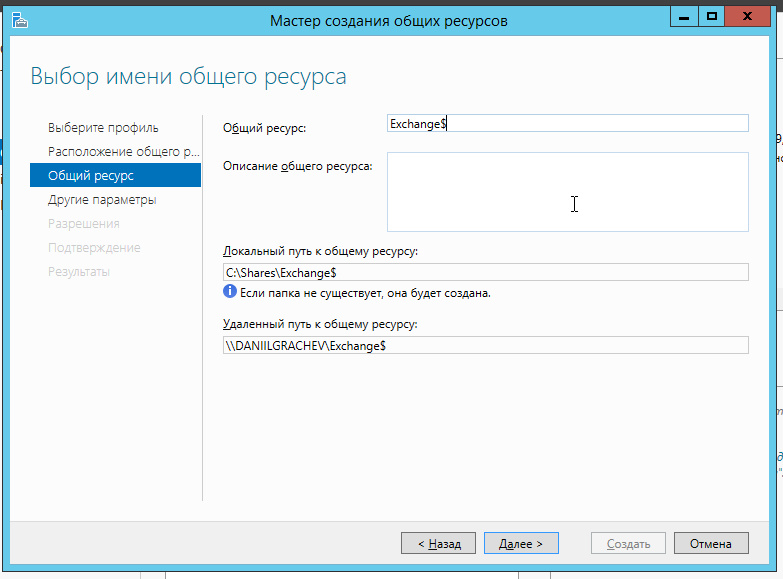 Мастер создания общих ресурсов
Выбор имени общего ресурса
Выберите профиль
Расположение общего р...
Общий ресурс
Другие параметры
Разрешения
Подтверждение
Результаты
Общий ресурс:
Exchange$
Описание общего ресурса:
Локальный путь к общему ресурсу:
C:\Shares\Exchange$
Если папка не существует, она будет создана.
Удаленный путь к общему ресурсу:
\\DANIILGRACHEV\Exchange$
< Назад
Далее >
Создать
Отмена